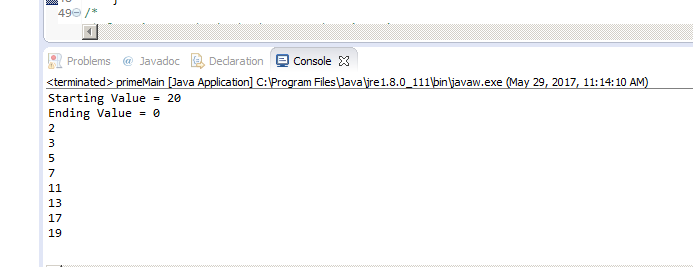 49 /*
Problems @ Javadoc Declaration Console
<terminated> primeMain [Java Application] C:\Program Files\Java\jre1.8.0_111\bin\javaw.exe (May 29, 2017, 11:14:10 AM)
Starting Value = 20
Ending Value = 0
2
3
5
7
11
13
17
19